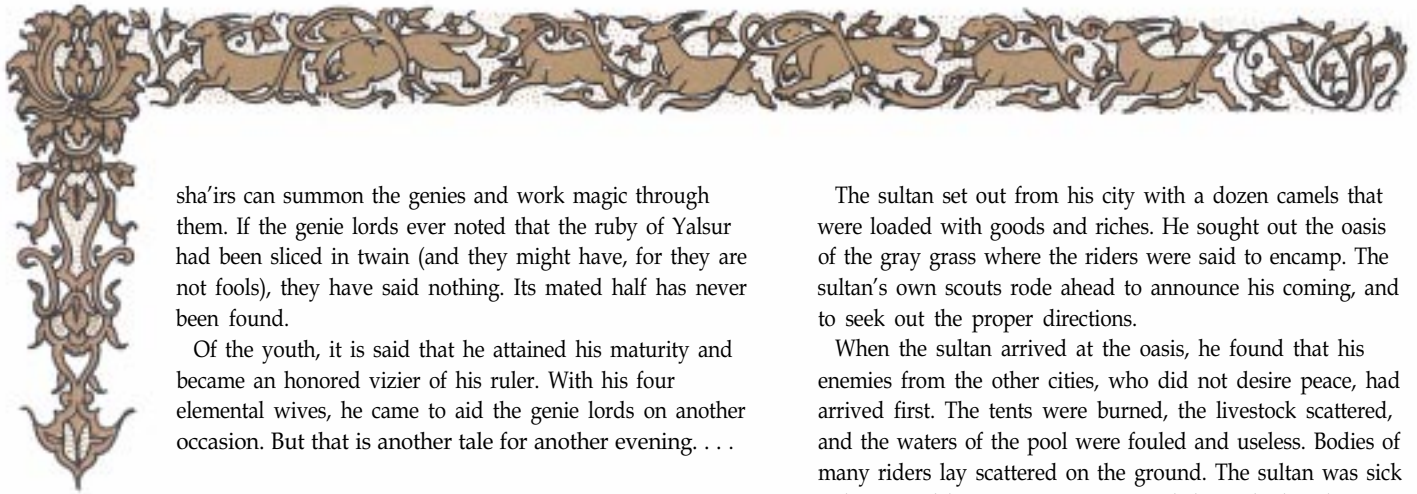 sha’irs can summon the genies and work magic through
them. If the genie lords ever noted that the ruby of Yalsur
had been sliced in twain (and they might have, for they are
not fools), they have said nothing. Its mated half has never
been found.
Of the youth, it is said that he attained his maturity and
became an honored vizier of his ruler. With his four
elemental wives, he came to aid the genie lords on another
occasion. But that is another tale for another evening. . . .
The sultan set out from his city with a dozen camels that
were loaded with goods and riches. He sought out the oasis
of the gray grass where the riders were said to encamp. The
sultan’s own scouts rode ahead to announce his coming, and
to seek out the proper directions.
When the sultan arrived at the oasis, he found that his
enemies from the other cities, who did not desire peace, had
arrived first. The tents were burned, the livestock scattered,
and the waters of the pool were fouled and useless. Bodies of
many riders lay scattered on the ground. The sultan was sick